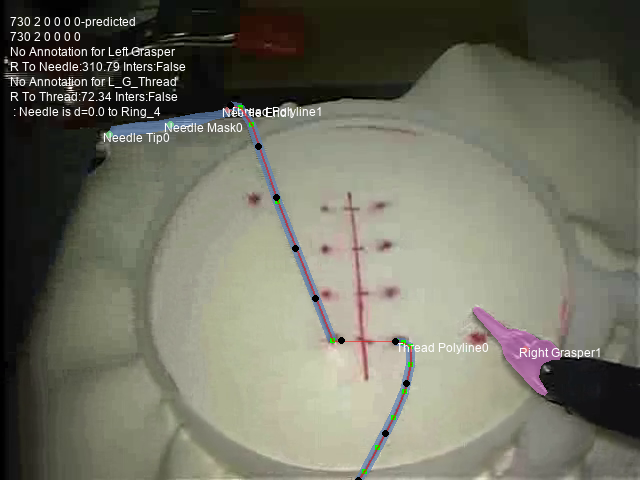 730 2 0 0 0 0-predicted
730 2 0 0 0 0
No Annotation for Left Grasper
R To Needle:310.79 Inters:False
No Annotation for L_G_Thread
R To Thread:72.34 Inters:False
: Needle is d=0.0 to Ring_4
Polyline1
Needle Mask0
Needle Tip0
Thread Polyline0
Right Grasper1